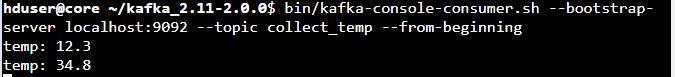 hduser@core ~/kafka_2.11-2.0.0$ bin/kafka-console-consumer.sh --bootstrap-
server localhost:9092 --topic collect_temp --from-beginning
temp: 12.3
temp: 34.8